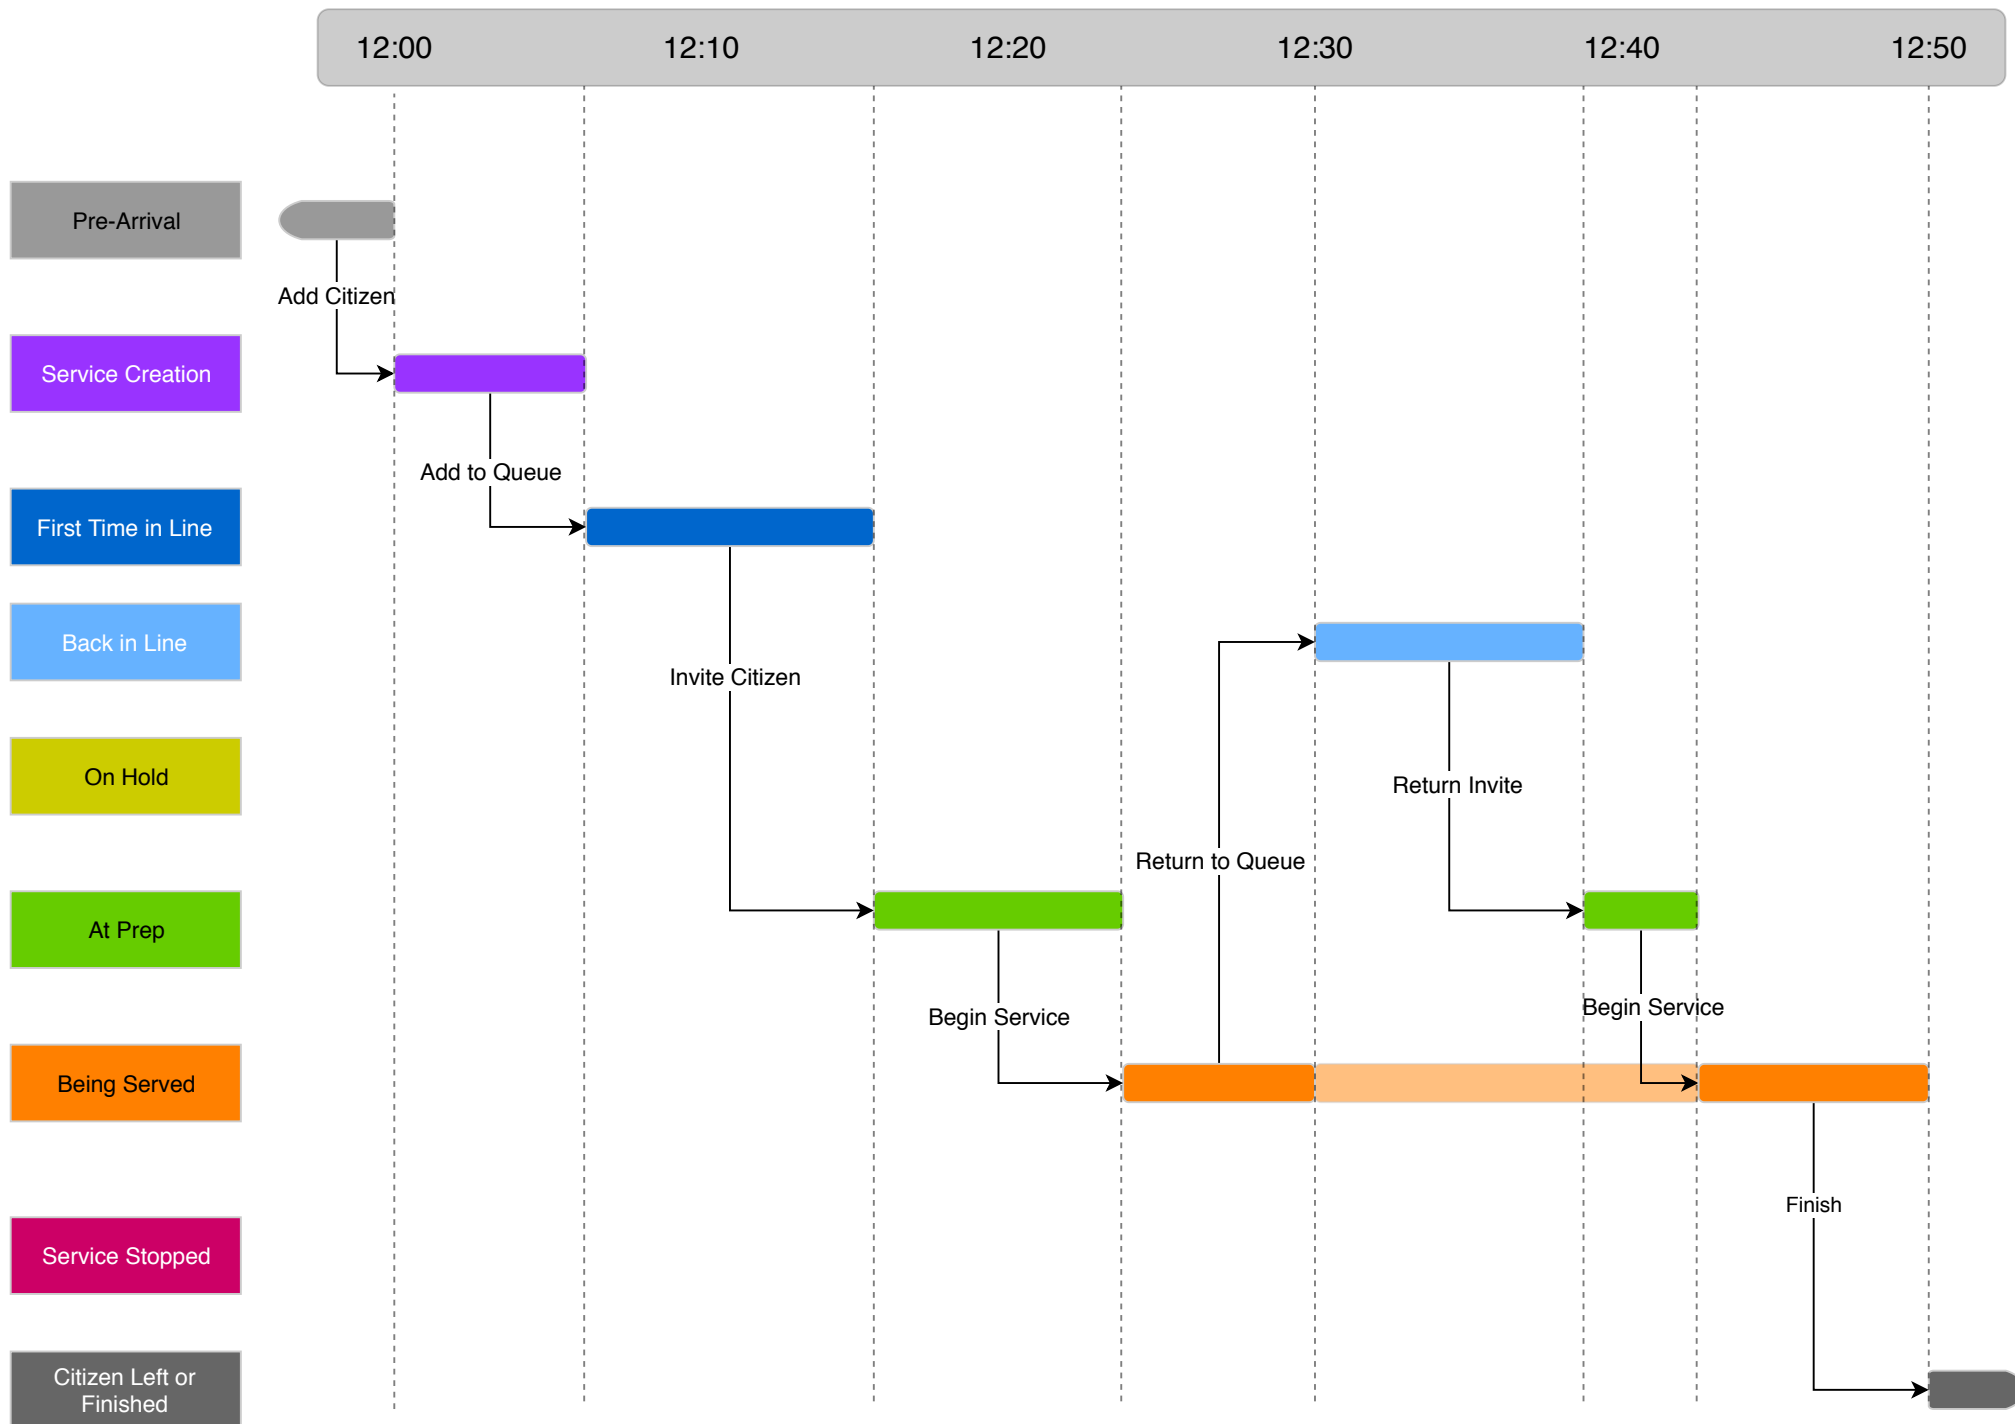 12:00
12:10
12:20
12:30
12:40
12:50
Pre-Arrival
Add Citizen
Service Creation
Add to Queue
First Time in Line
Back in Line
Invite Citizen
On Hold
Return Invite
Return to Queue
At Prep
Begin Service
Begin Service
Being Served
Finish
Service Stopped
Citizen Left or
Finished